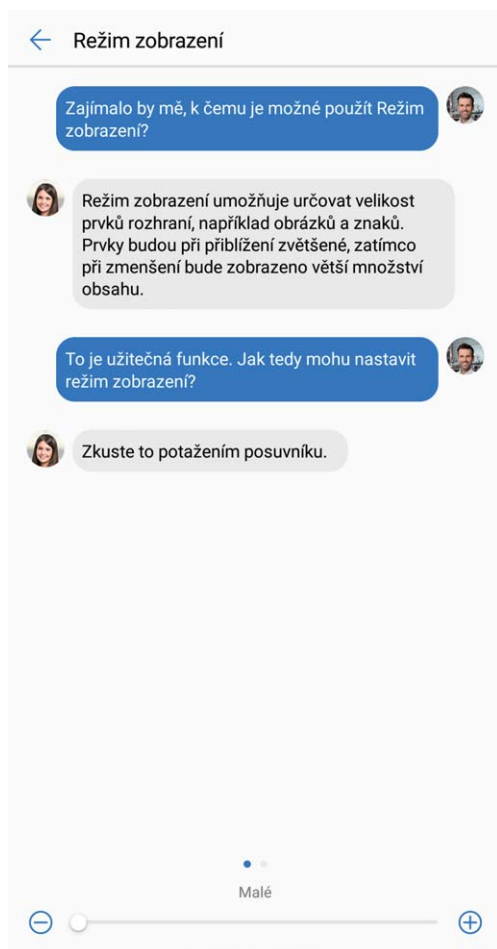 Režim zobrazení
Zajímalo by mě, k čemu je možné použít Režim
zobrazení?
Režim zobrazení umožňuje určovat velikost
prvků rozhraní, například obrázků a znaků.
Prvky budou při přiblížení zvětšené, zatímco
při zmenšení bude zobrazeno větší množství
obsahu.
To je užitečná funkce. Jak tedy mohu nastavit
režim zobrazení?
Zkuste to potažením posuvníku.
Malé